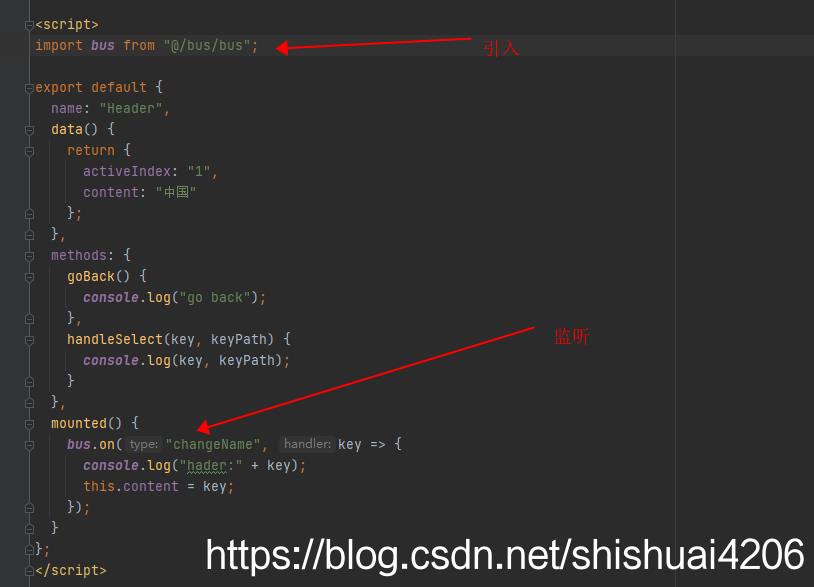 <script>
import bus from "@/bus/bus";
引入
export default {
name: "Header",
data() {
return {
activeIndex: "1",
content: "中国"
};
},
methods: {
goBack() {
console.log("go back");
},
handleSelect(key, keyPath) {
监听
console.log(key, keyPath);
}
},
mounted() {
bus.on( type: "changeName", handler: key => {
console.log("hader:" + key);
this.content = key;
});
}
};
</script>
https://blog.csdn.net/shishuai4206